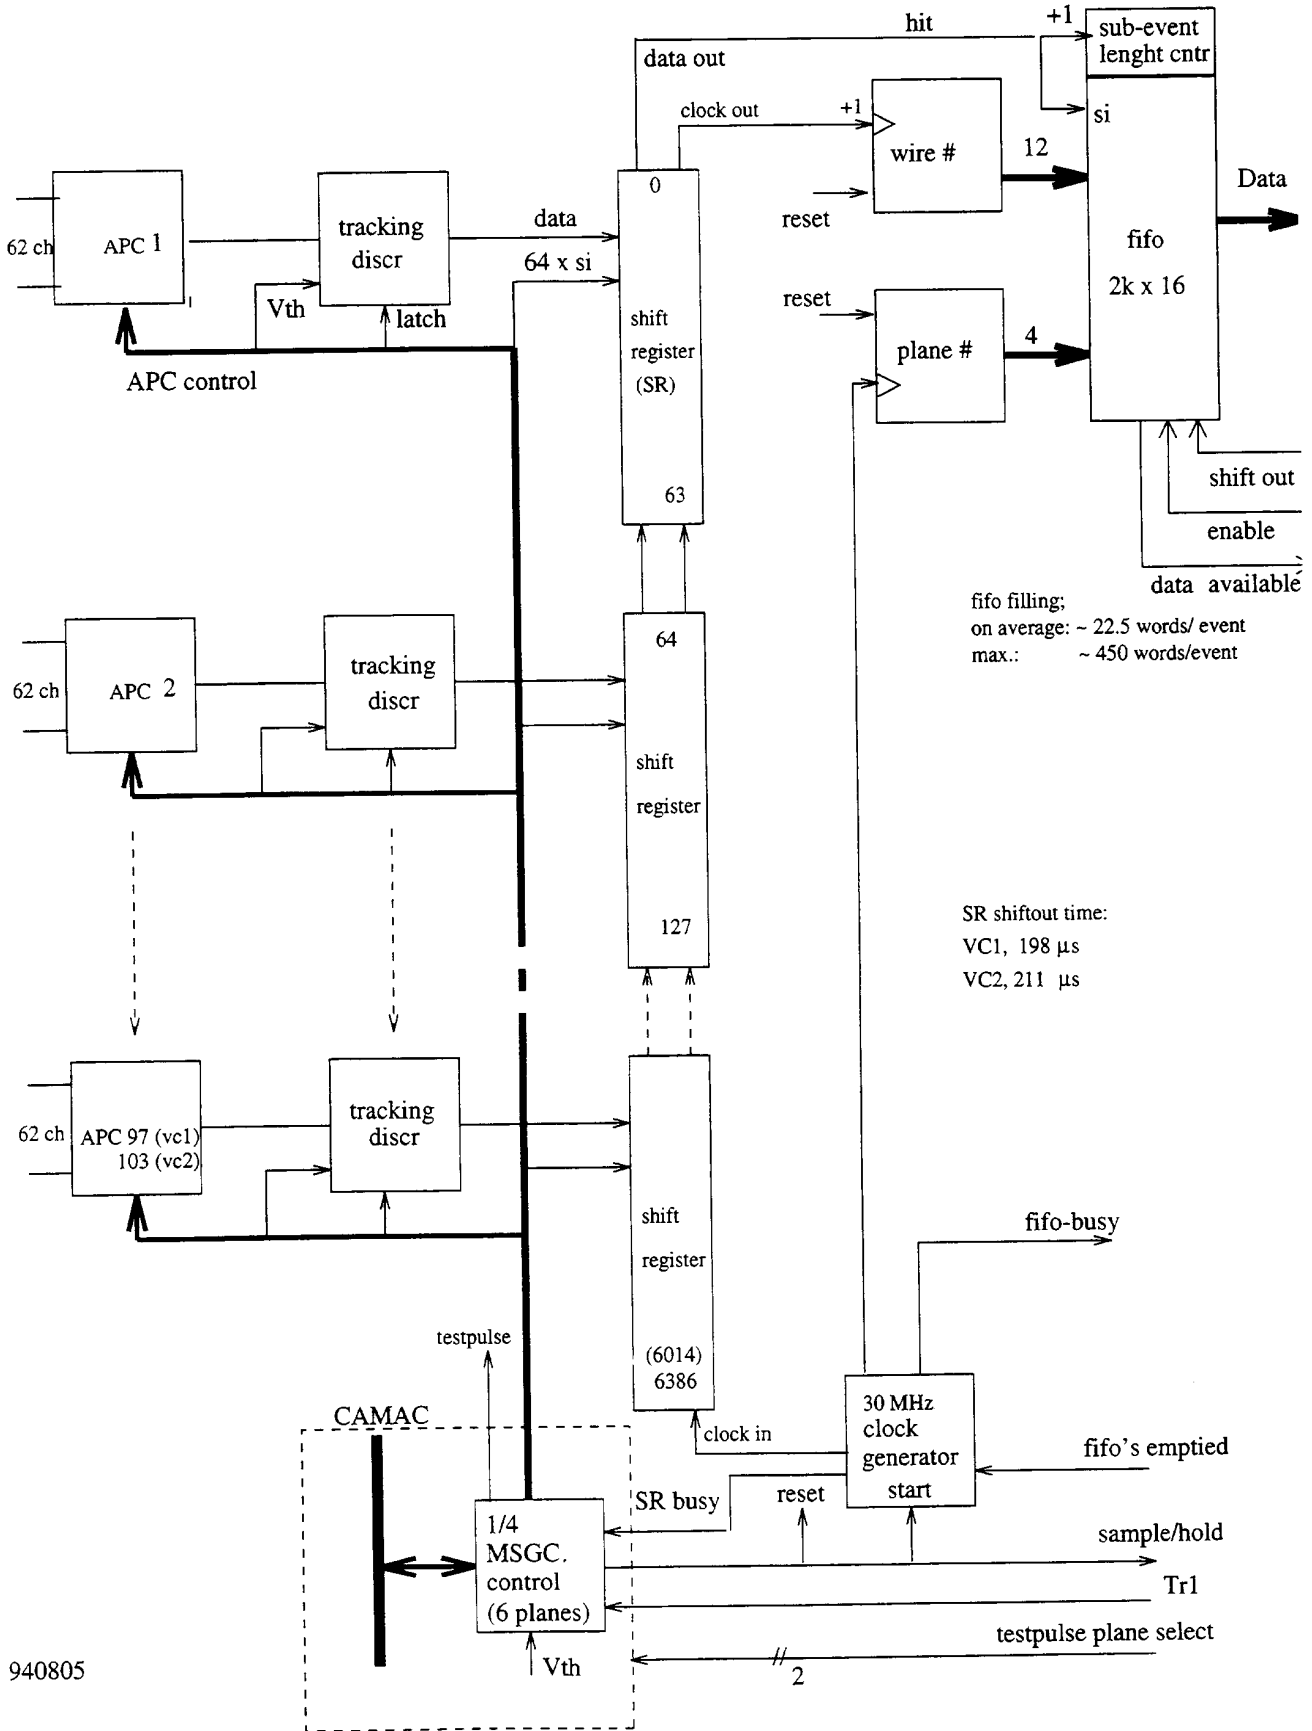 hit
+1
sub-event
lenght cntr
data out
si
clock out
+1
wire #
12
Data
0
reset
fifo
2k x 16
62 ch
APC 1
tracking
discr
data
64 x si
Vth
latch
APC control
shift
register
(SR)
63
reset
plane #
4
shift out
enable
data available
fifo filling;
on average: ~ 22.5 words/ event
max.: ~ 450 words/event
62 ch
APC 2
tracking
discr
64
shift
register
127
SR shiftout time:
VC1, 198 µs
VC2, 211 µs
62 ch
APC 97 (vc1)
103 (vc2)
tracking
discr
shift
register
(6014)
6386
fifo-busy
testpulse
30 MHz
clock
generator
start
clock in
fifo's emptied
CAMAC
SR busy
reset
1/4
MSGC.
control
(6 planes)
sample/hold
Tr1
testpulse plane select
2
Vth
940805